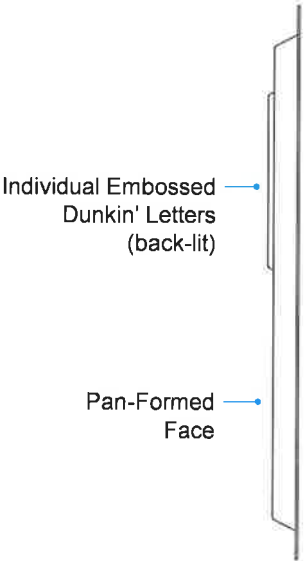 Individual Embossed
Dunkin' Letters
(back-lit)
Pan-Formed
Face